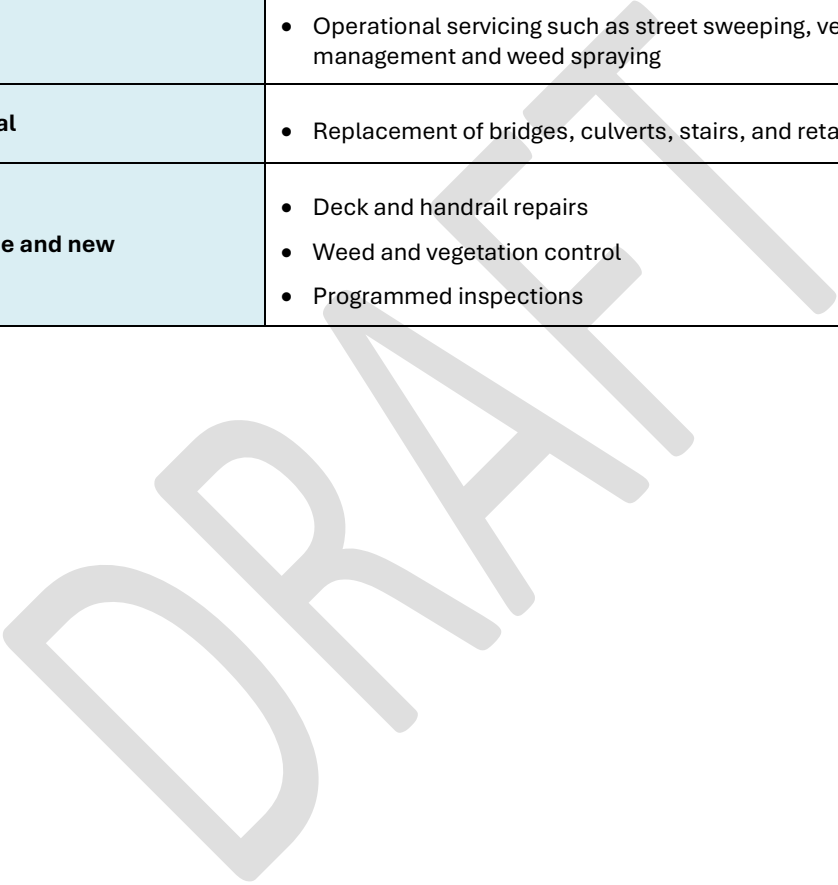 • Operational servicing such as street sweeping, ve
management and weed spraying
al
• Replacement of bridges, culverts, stairs, and reta
e and new
• Deck and handrail repairs
• Weed and vegetation control
• Programmed inspections
DRAFT